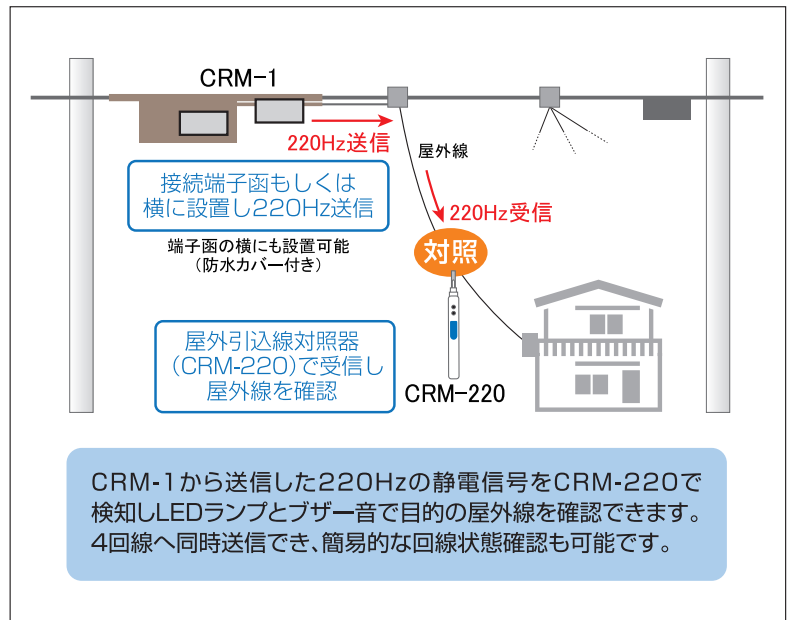 CRM-1
220Hz送信
屋外線
接続端子函もしくは
横に設置し220Hz送信
220Hz受信
端子函の横にも設置可能
（防水カバー付き）
対照
屋外引込線対照器
（CRM-220）で受信し
屋外線を確認
CRM-220
CRM-1から送信した220Hzの静電信号をCRM-220で
検知しLEDランプとブザー音で目的の屋外線を確認できます。
4回線へ同時送信でき、簡易的な回線状態確認も可能です。